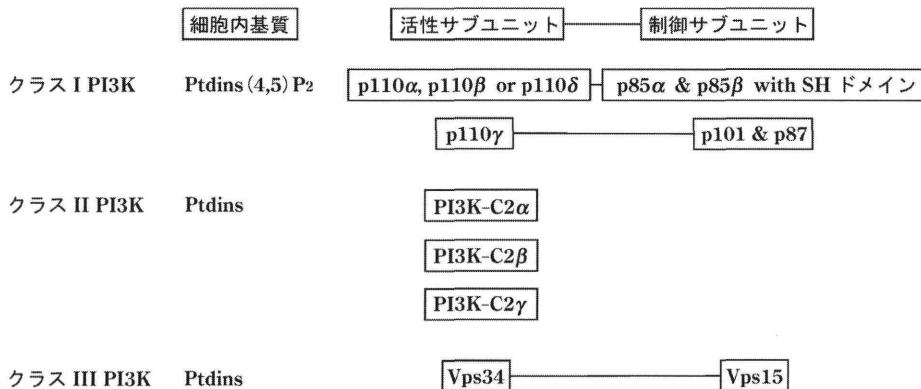 細胞内基質 活性サブユニット 制御サブユニット
クラス I PI3K Ptdins (4,5) P2 p110α, p110β or p110δ p85α & p85β with SH ドメイン
p110γ p101 & p87
クラス II PI3K Ptdins PI3K-C2α
PI3K-C2β
PI3K-C2γ
クラス III PI3K Ptdins Vps34 Vps15